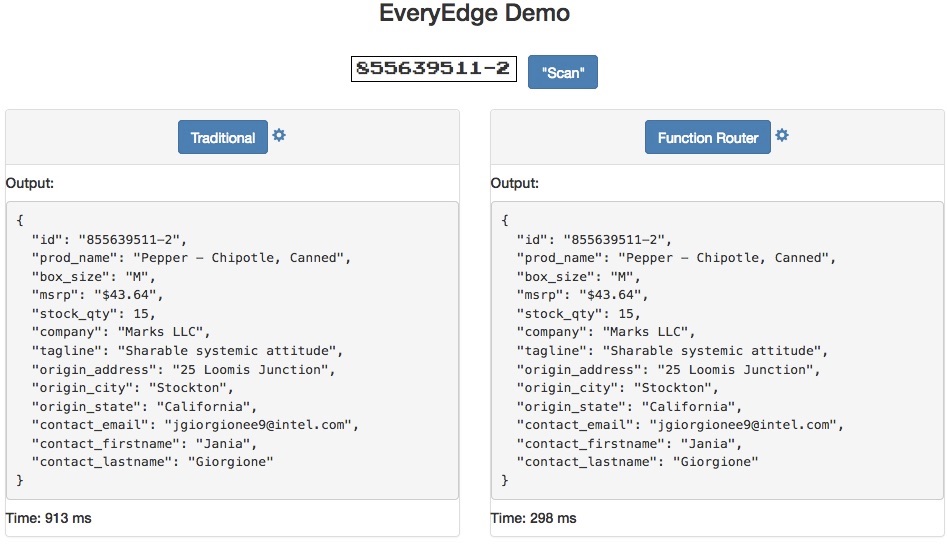 EveryEdge Demo
855639511-2 "Scan"
Traditional
Output:
{
  "id": "855639511–2",
  "prod_name": "Pepper – Chipotle, Canned",
  "box_size": "M",
  "msrp": "$43.64",
  "stock_qty": 15,
  "company": "Marks LLC",
  "tagline": "Sharable systemic attitude",
  "origin_address": "25 Loomis Junction",
  "origin_city": "Stockton",
  "origin_state": "California",
  "contact_email": "jgiorgionee9@intel.com",
  "contact_firstname": "Jania",
  "contact_lastname": "Giorgione"
}
Time: 913 ms
Function Router
Output:
{
  "id": "855639511–2",
  "prod_name": "Pepper – Chipotle, Canned",
  "box_size": "M",
  "msrp": "$43.64",
  "stock_qty": 15,
  "company": "Marks LLC",
  "tagline": "Sharable systemic attitude",
  "origin_address": "25 Loomis Junction",
  "origin_city": "Stockton",
  "origin_state": "California",
  "contact_email": "jgiorgionee9@intel.com",
  "contact_firstname": "Jania",
  "contact_lastname": "Giorgione"
}
Time: 298 ms